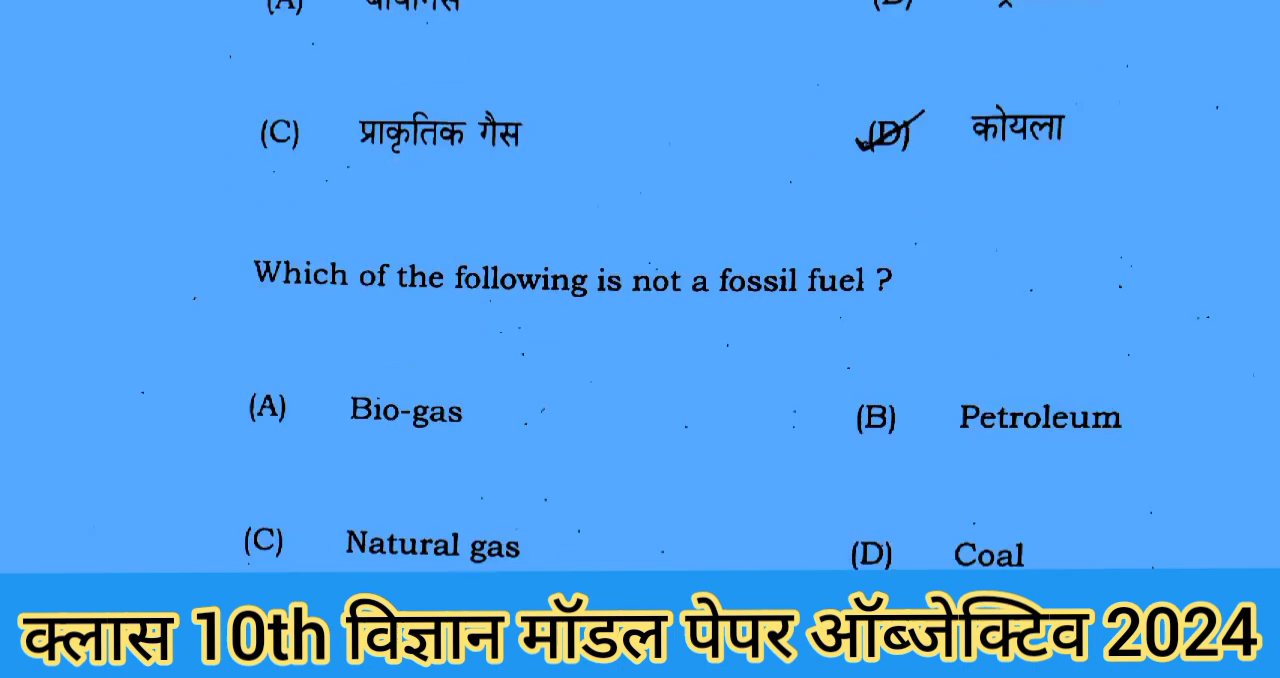 (C) प्राकृतिक गैस (D) कोयला
Which of the following is not a fossil fuel ?
(A) Bio-gas (B) Petroleum
(C) Natural gas (D) Coal
क्लास 10th विज्ञान मॉडल पेपर ऑब्जेक्टिव 2024